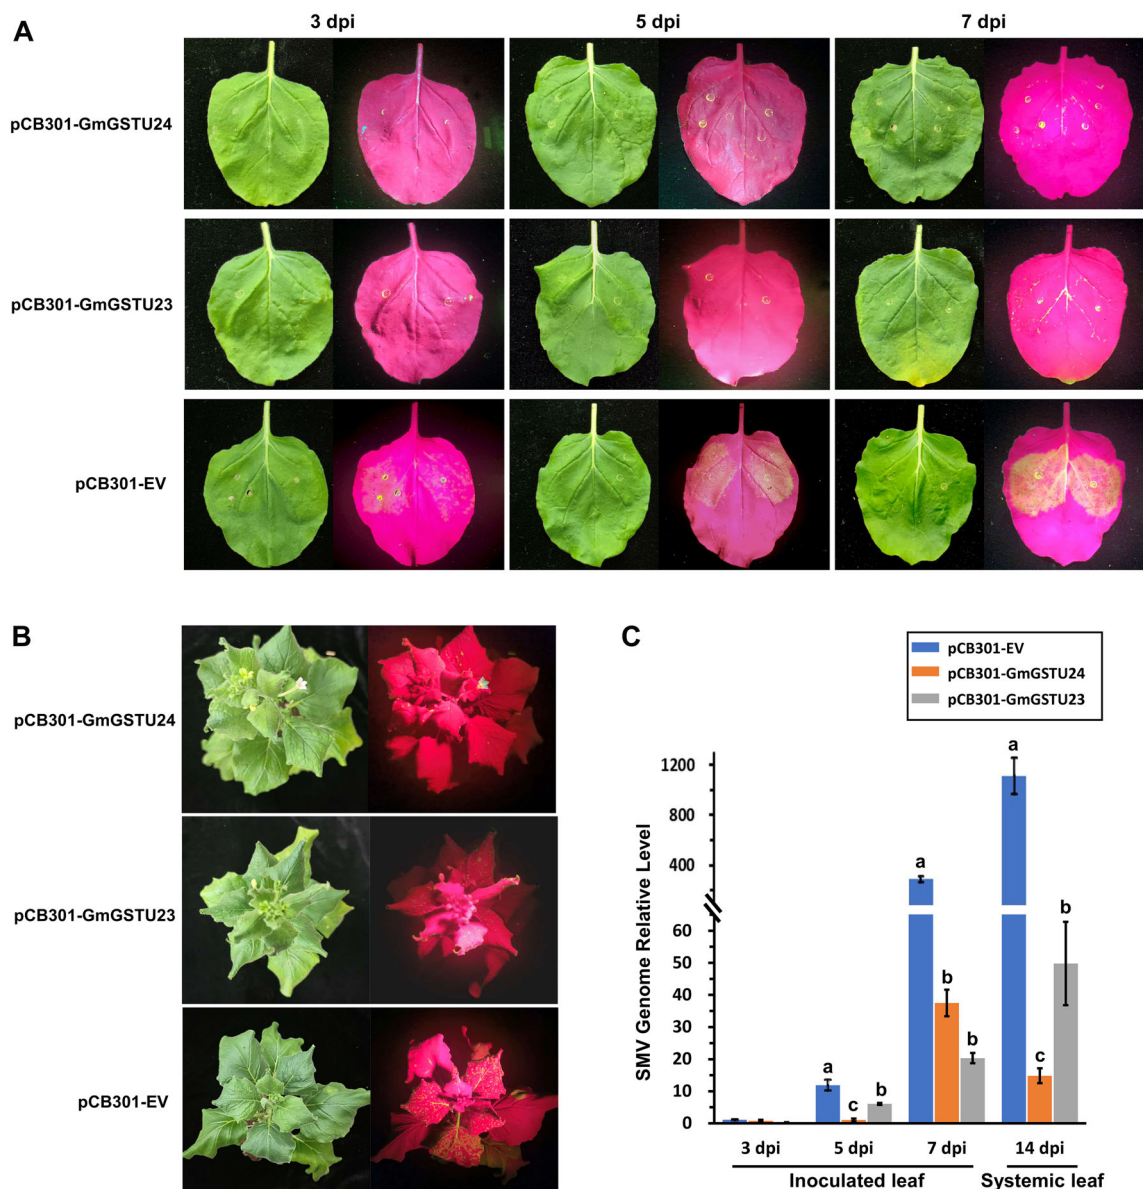 A
3 dpi
5 dpi
7 dpi
pCB301-GmGSTU24
pCB301-GmGSTU23
pCB301-EV
B
pCB301-GmGSTU24
pCB301-GmGSTU23
pCB301-EV
C
pCB301-EV
pCB301-GmGSTU24
pCB301-GmGSTU23
SMV Genome Relative Level
1200
800
400
60
50
40
30
20
10
0
a
c
b
a
b
b
a
c
b
3 dpi
5 dpi
7 dpi
14 dpi
Inoculated leaf
Systemic leaf